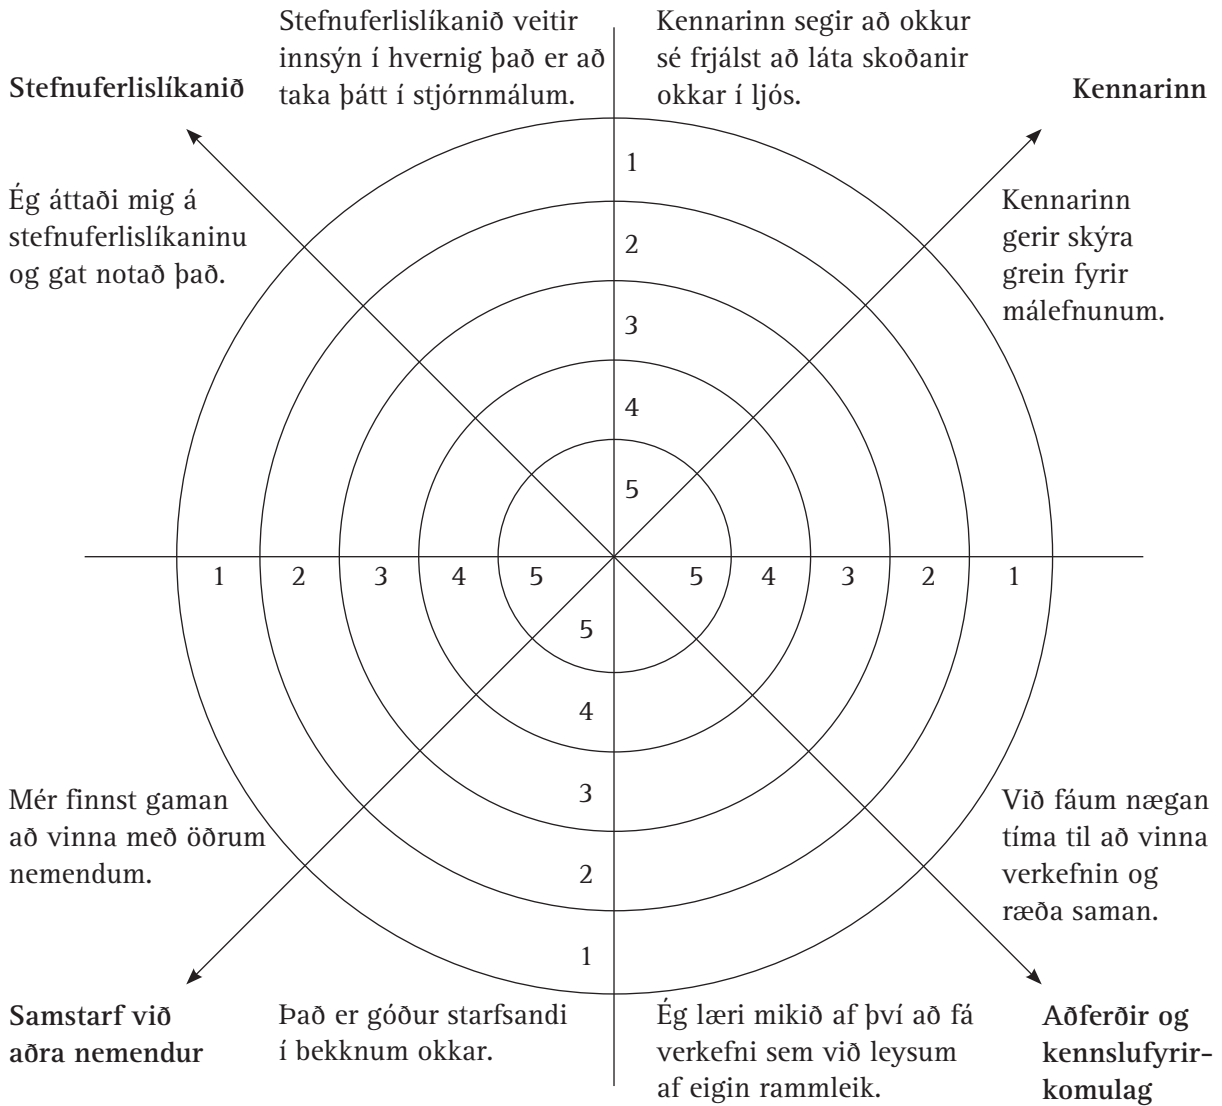 Stefnuferlislíkanið veitir
innsýn í hvernig það er að
taka þátt í stjórnmálum.
Kennarinn segir að okkur
sé frjálst að láta skoðanir
okkar í ljós.
Stefnuferlislíkanið
Kennarinn
Ég áttaði mig á
stefnuferlislíkaninu
og gat notað það.
Kennarinn
gerir skýra
grein fyrir
málefnunum.
1
2
3
4
5
1 2 3 4 5 5 4 3 2 1
5
4
3
2
1
Mér finnst gaman
að vinna með öðrum
nemendum.
Við fáum nægan
tíma til að vinna
verkefnin og
ræða saman.
Samstarf við
aðra nemendur
Það er góður starfsandi
í bekknum okkar.
Ég læri mikið af því að fá
verkefni sem við leysum
af eigin rammleik.
Aðferðir og
kennslufyrir-
komulag